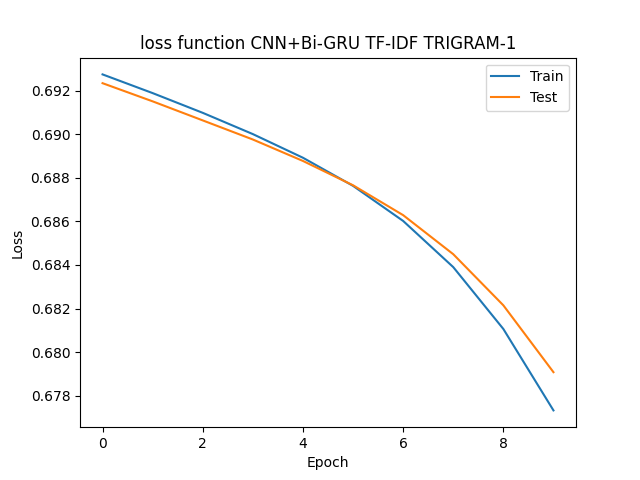 loss function CNN+Bi-GRU TF-IDF TRIGRAM-1
Train
Test
0.692
0.690
0.688
0.686
0.684
0.682
0.680
0.678
Loss
0 2 4 6 8
Epoch